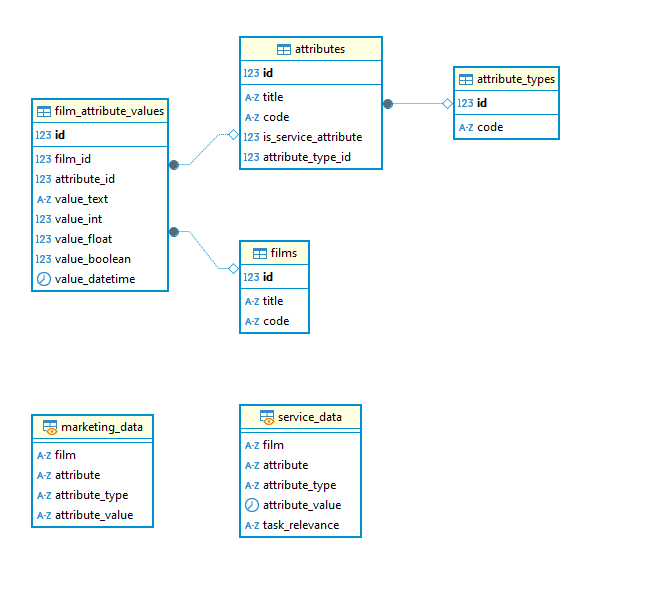 attributes
123 id
A-Z title
A-Z code
123 is_service_attribute
123 attribute_type_id
attribute_types
123 id
A-Z code
film_attribute_values
123 id
123 film_id
123 attribute_id
A-Z value_text
123 value_int
123 value_float
123 value_boolean
value_datetime
films
123 id
A-Z title
A-Z code
marketing_data
A-Z film
A-Z attribute
A-Z attribute_type
A-Z attribute_value
service_data
A-Z film
A-Z attribute
A-Z attribute_type
attribute_value
A-Z task_relevance